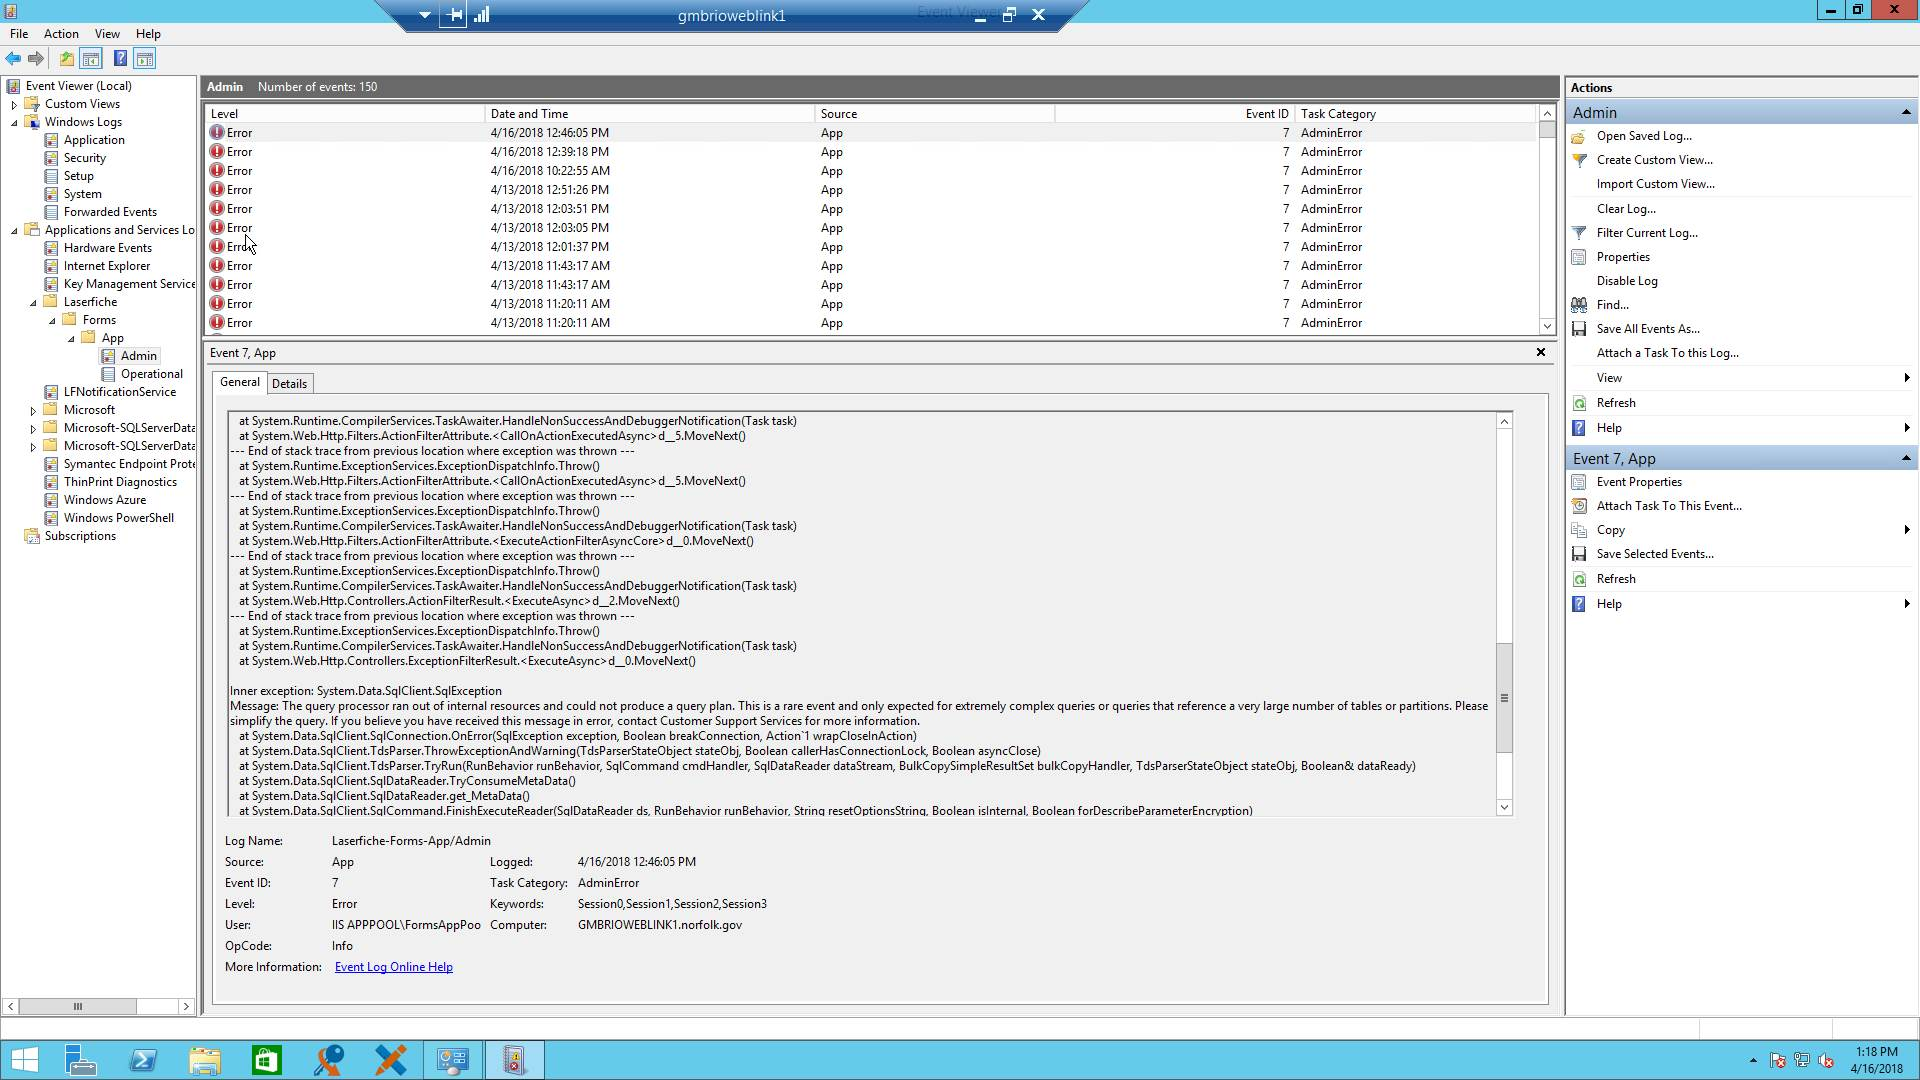 gmbrioweblink1
Event Viewer
File Action View Help
Event Viewer (Local)
Custom Views
Windows Logs
Application
Security
Setup
System
Forwarded Events
Applications and Services Lo
Hardware Events
Internet Explorer
Key Management Service
Laserfiche
Forms
App
Admin
Operational
LFNotificationService
Microsoft
Microsoft-SQLServerData
Microsoft-SQLServerData
Symantec Endpoint Prote
ThinPrint Diagnostics
Windows Azure
Windows PowerShell
Subscriptions
Admin Number of events: 150
Level Date and Time Source Event ID Task Category
Error 4/16/2018 12:46:05 PM App 7 AdminError
Error 4/16/2018 12:39:18 PM App 7 AdminError
Error 4/16/2018 10:22:55 AM App 7 AdminError
Error 4/13/2018 12:51:26 PM App 7 AdminError
Error 4/13/2018 12:03:51 PM App 7 AdminError
Error 4/13/2018 12:03:05 PM App 7 AdminError
Error 4/13/2018 12:01:37 PM App 7 AdminError
Error 4/13/2018 11:43:17 AM App 7 AdminError
Error 4/13/2018 11:43:17 AM App 7 AdminError
Error 4/13/2018 11:20:11 AM App 7 AdminError
Error 4/13/2018 11:20:11 AM App 7 AdminError
Event 7, App
General Details
at System.Runtime.CompilerServices.TaskAwaiter.HandleNonSuccessAndDebuggerNotification(Task task)
at System.Web.Http.Filters.ActionFilterAttribute.<CallOnActionExecutedAsync>d__5.MoveNext()
--- End of stack trace from previous location where exception was thrown ---
at System.Runtime.ExceptionServices.ExceptionDispatchInfo.Throw()
at System.Web.Http.Filters.ActionFilterAttribute.<CallOnActionExecutedAsync>d__5.MoveNext()
--- End of stack trace from previous location where exception was thrown ---
at System.Runtime.ExceptionServices.ExceptionDispatchInfo.Throw()
at System.Runtime.CompilerServices.TaskAwaiter.HandleNonSuccessAndDebuggerNotification(Task task)
at System.Web.Http.Filters.ActionFilterAttribute.<ExecuteActionFilterAsyncCore>d__0.MoveNext()
--- End of stack trace from previous location where exception was thrown ---
at System.Runtime.ExceptionServices.ExceptionDispatchInfo.Throw()
at System.Runtime.CompilerServices.TaskAwaiter.HandleNonSuccessAndDebuggerNotification(Task task)
at System.Web.Http.Controllers.ActionFilterResult.<ExecuteAsync>d__2.MoveNext()
--- End of stack trace from previous location where exception was thrown ---
at System.Runtime.ExceptionServices.ExceptionDispatchInfo.Throw()
at System.Runtime.CompilerServices.TaskAwaiter.HandleNonSuccessAndDebuggerNotification(Task task)
at System.Web.Http.Controllers.ExceptionFilterResult.<ExecuteAsync>d__0.MoveNext()
Inner exception: System.Data.SqlClient.SqlException
Message: The query processor ran out of internal resources and could not produce a query plan. This is a rare event and only expected for extremely complex queries or queries that reference a very large number of tables or partitions. Please
simplify the query. If you believe you have received this message in error, contact Customer Support Services for more information.
at System.Data.SqlClient.SqlConnection.OnError(SqlException exception, Boolean breakConnection, Action`1 wrapCloseInAction)
at System.Data.SqlClient.TdsParser.ThrowExceptionAndWarning(TdsParserStateObject stateObj, Boolean callerHasConnectionLock, Boolean asyncClose)
at System.Data.SqlClient.TdsParser.TryRun(RunBehavior runBehavior, SqlCommand cmdHandler, SqlDataReader dataStream, BulkCopySimpleResultSet bulkCopyHandler, TdsParserStateObject stateObj, Boolean& dataReady)
at System.Data.SqlClient.SqlDataReader.TryConsumeMetaData()
at System.Data.SqlClient.SqlDataReader.get_MetaData()
at System.Data.SqlClient.SqlCommand.FinishExecuteReader(SqlDataReader ds, RunBehavior runBehavior, String resetOptionsString, Boolean isInternal, Boolean forDescribeParameterEncryption)
Log Name: Laserfiche-Forms-App/Admin
Source: App Logged: 4/16/2018 12:46:05 PM
Event ID: 7 Task Category: AdminError
Level: Error Keywords: Session0,Session1,Session2,Session3
User: IIS APPPOOL\FormsAppPoo Computer: GMBRIOWEBLINK1.norfolk.gov
OpCode: Info
More Information: Event Log Online Help
Actions
Admin
Open Saved Log...
Create Custom View...
Import Custom View...
Clear Log...
Filter Current Log...
Properties
Disable Log
Find...
Save All Events As...
Attach a Task To this Log...
View
Refresh
Help
Event 7, App
Event Properties
Attach Task To This Event...
Copy
Save Selected Events...
Refresh
Help
1:18 PM
4/16/2018